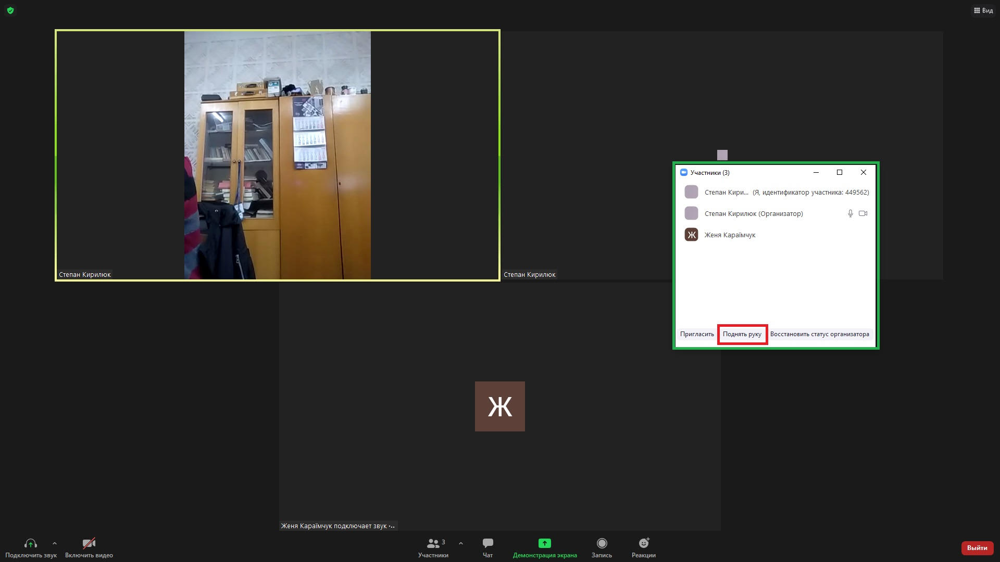 Вид
Степан Кирилюк
Степан Кирилюк
Участники (3)
Степан Кири... (Я, идентификатор участника: 449562)
Степан Кирилюк (Организатор)
Ж Женя Караїмчук
Пригласить Поднять руку Восстановить статус организатора
Ж
Женя Караїмчук подключает звук ·..
3
Подключить звук Включить видео Участники Чат Демонстрация экрана Запись Реакции Выйти